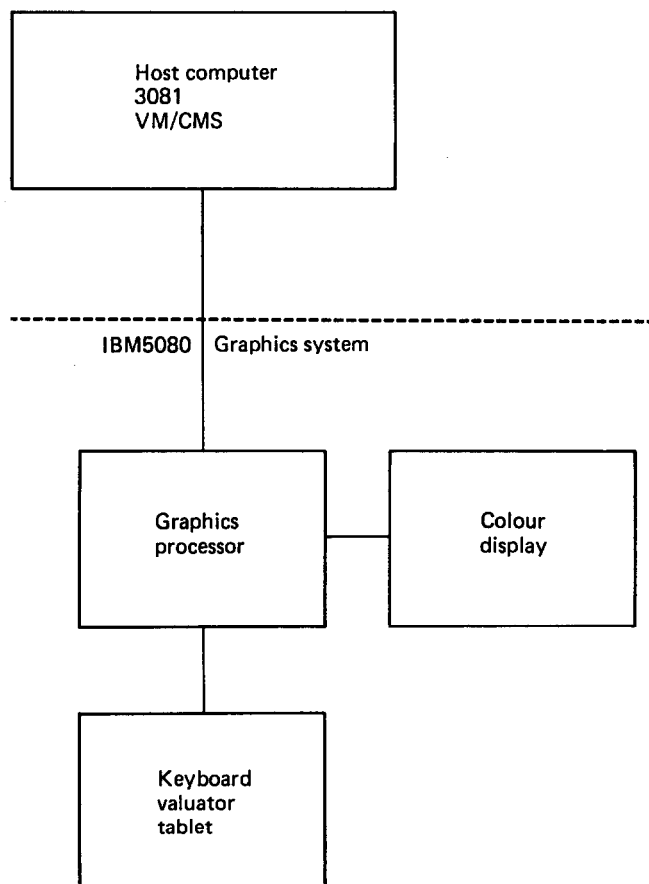 Host computer
3081
VM/CMS
IBM5080 Graphics system
Graphics
processor
Colour
display
Keyboard
valuator
tablet